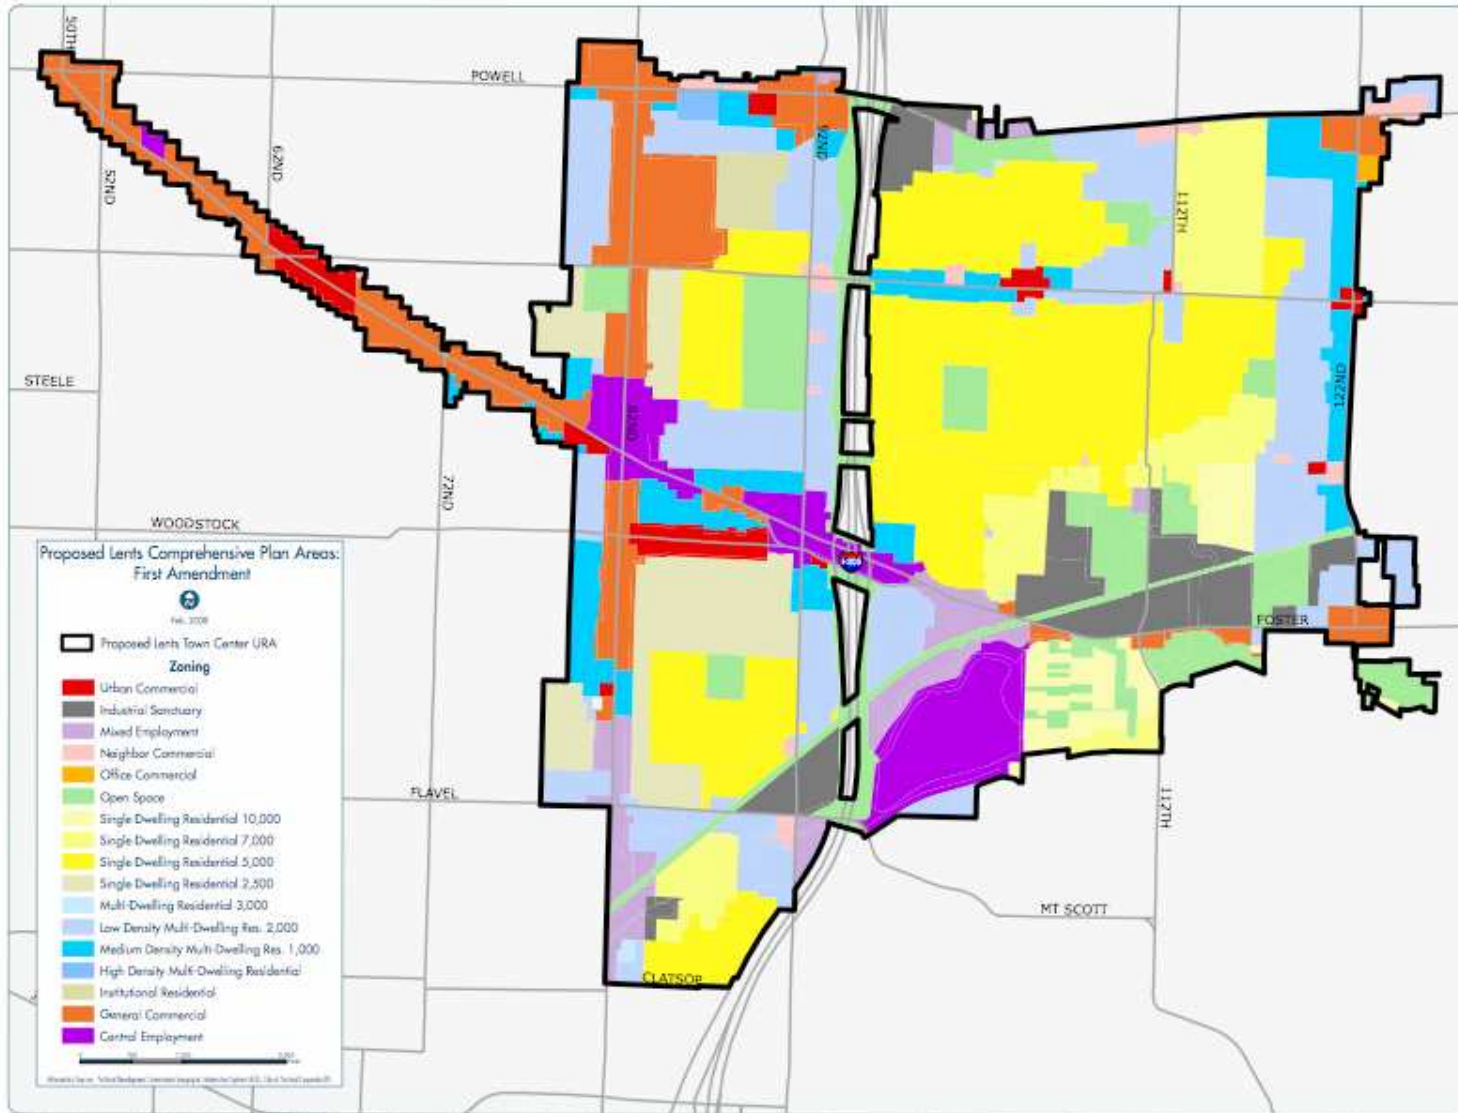 50TH
POWELL
92ND
62ND
52ND
112TH
STEELE
122ND
82ND
72ND
WOODSTOCK
I-205
FOSTER
FLAVEL
112TH
MT SCOTT
CLATSOP
Proposed Lents Comprehensive Plan Areas:
First Amendment
Feb, 2008
Proposed Lents Town Center URA
Zoning
Urban Commercial
Industrial Sanctuary
Mixed Employment
Neighbor Commercial
Office Commercial
Open Space
Single Dwelling Residential 10,000
Single Dwelling Residential 7,000
Single Dwelling Residential 5,000
Single Dwelling Residential 2,500
Multi-Dwelling Residential 3,000
Low Density Multi-Dwelling Res. 2,000
Medium Density Multi-Dwelling Res. 1,000
High Density Multi-Dwelling Residential
Institutional Residential
General Commercial
Central Employment